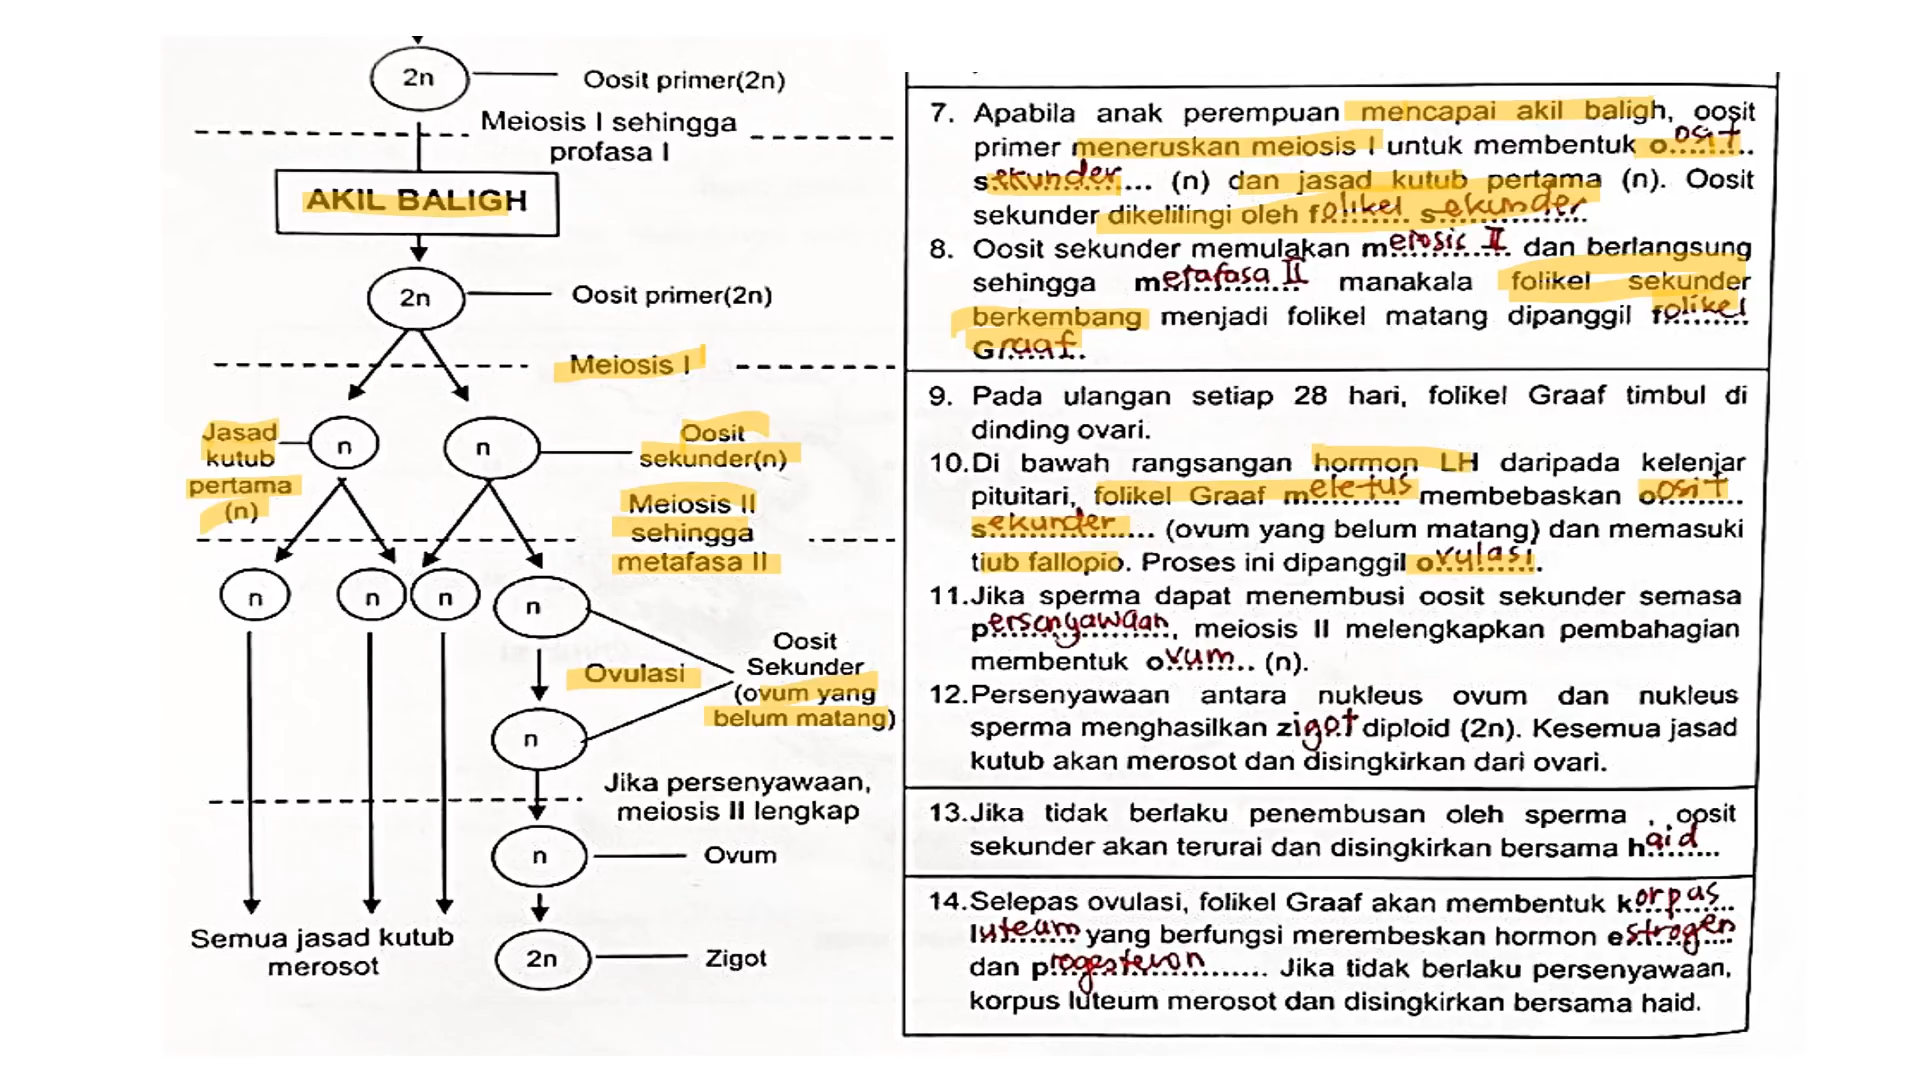 2n
Oosit primer(2n)
Meiosis I sehingga
profasa I
AKIL BALIGH
2n
Oosit primer(2n)
Meiosis I
Jasad
kutub
pertama
(n)
n
n
Oosit
sekunder(n)
Meiosis II
sehingga
metafasa II
n
n
n
n
Ovulasi
Oosit
Sekunder
(ovum yang
belum matang)
n
Jika persenyawaan,
meiosis II lengkap
n
Ovum
Semua jasad kutub
merosot
2n
Zigot
7. Apabila anak perempuan mencapai akil baligh, oosit
primer meneruskan meiosis I untuk membentuk oosit
sekunder (n) dan jasad kutub pertama (n). Oosit
sekunder dikelilingi oleh folikel sekunder
8. Oosit sekunder memulakan meiosis II dan berlangsung
sehingga metafasa II manakala folikel sekunder
berkembang menjadi folikel matang dipanggil folikel
Graaf.
9. Pada ulangan setiap 28 hari, folikel Graaf timbul di
dinding ovari.
10.Di bawah rangsangan hormon LH daripada kelenjar
pituitari, folikel Graaf meletus membebaskan oosit
sekunder (ovum yang belum matang) dan memasuki
tiub fallopio. Proses ini dipanggil ovulasi.
11.Jika sperma dapat menembusi oosit sekunder semasa
persenyawaan, meiosis II melengkapkan pembahagian
membentuk ovum (n).
12.Persenyawaan antara nukleus ovum dan nukleus
sperma menghasilkan zigot diploid (2n). Kesemua jasad
kutub akan merosot dan disingkirkan dari ovari.
13.Jika tidak berlaku penembusan oleh sperma , oosit
sekunder akan terurai dan disingkirkan bersama haid
14.Selepas ovulasi, folikel Graaf akan membentuk korpas
luteum yang berfungsi merembeskan hormon estrogen
dan progesteron Jika tidak berlaku persenyawaan,
korpus luteum merosot dan disingkirkan bersama haid.